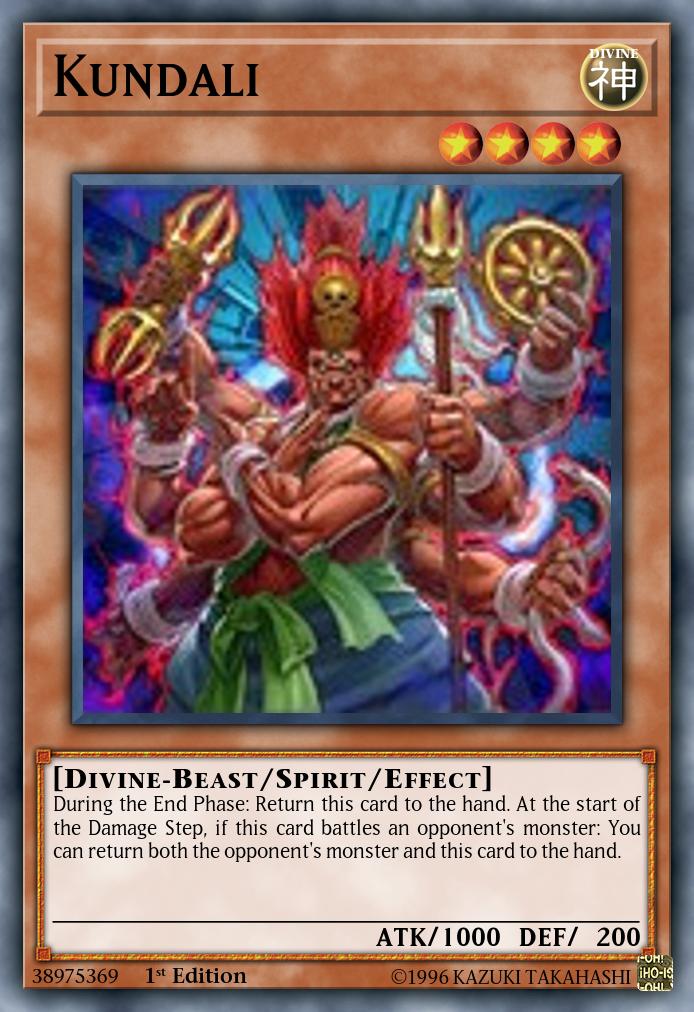 KUNDALI
DIVINE
神
[DIVINE-BEAST/SPIRIT/EFFECT]
During the End Phase: Return this card to the hand. At the start of
the Damage Step, if this card battles an opponent's monster: You
can return both the opponent's monster and this card to the hand.
ATK/1000 DEF/ 200
38975369 1st Edition ©1996 KAZUKI TAKAHASHI